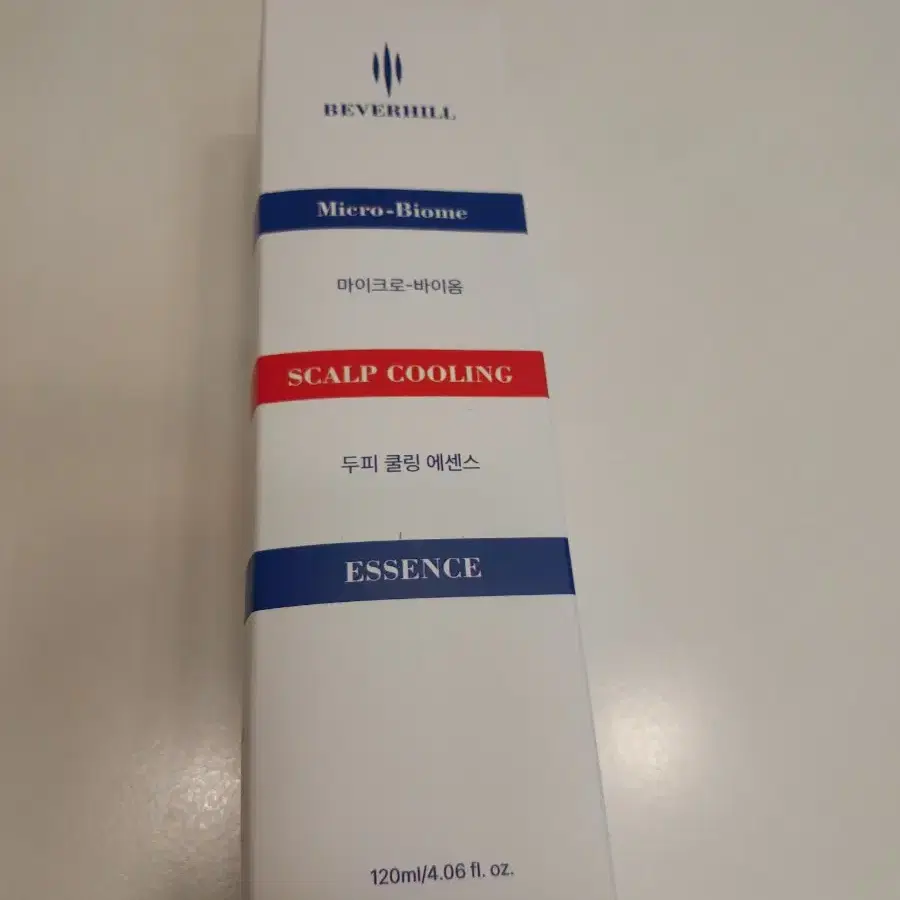 BEVERHILL
Micro-Biome
마이크로-바이옴
SCALP COOLING
두피 쿨링 에센스
ESSENCE
120ml/4.06 fl. oz.